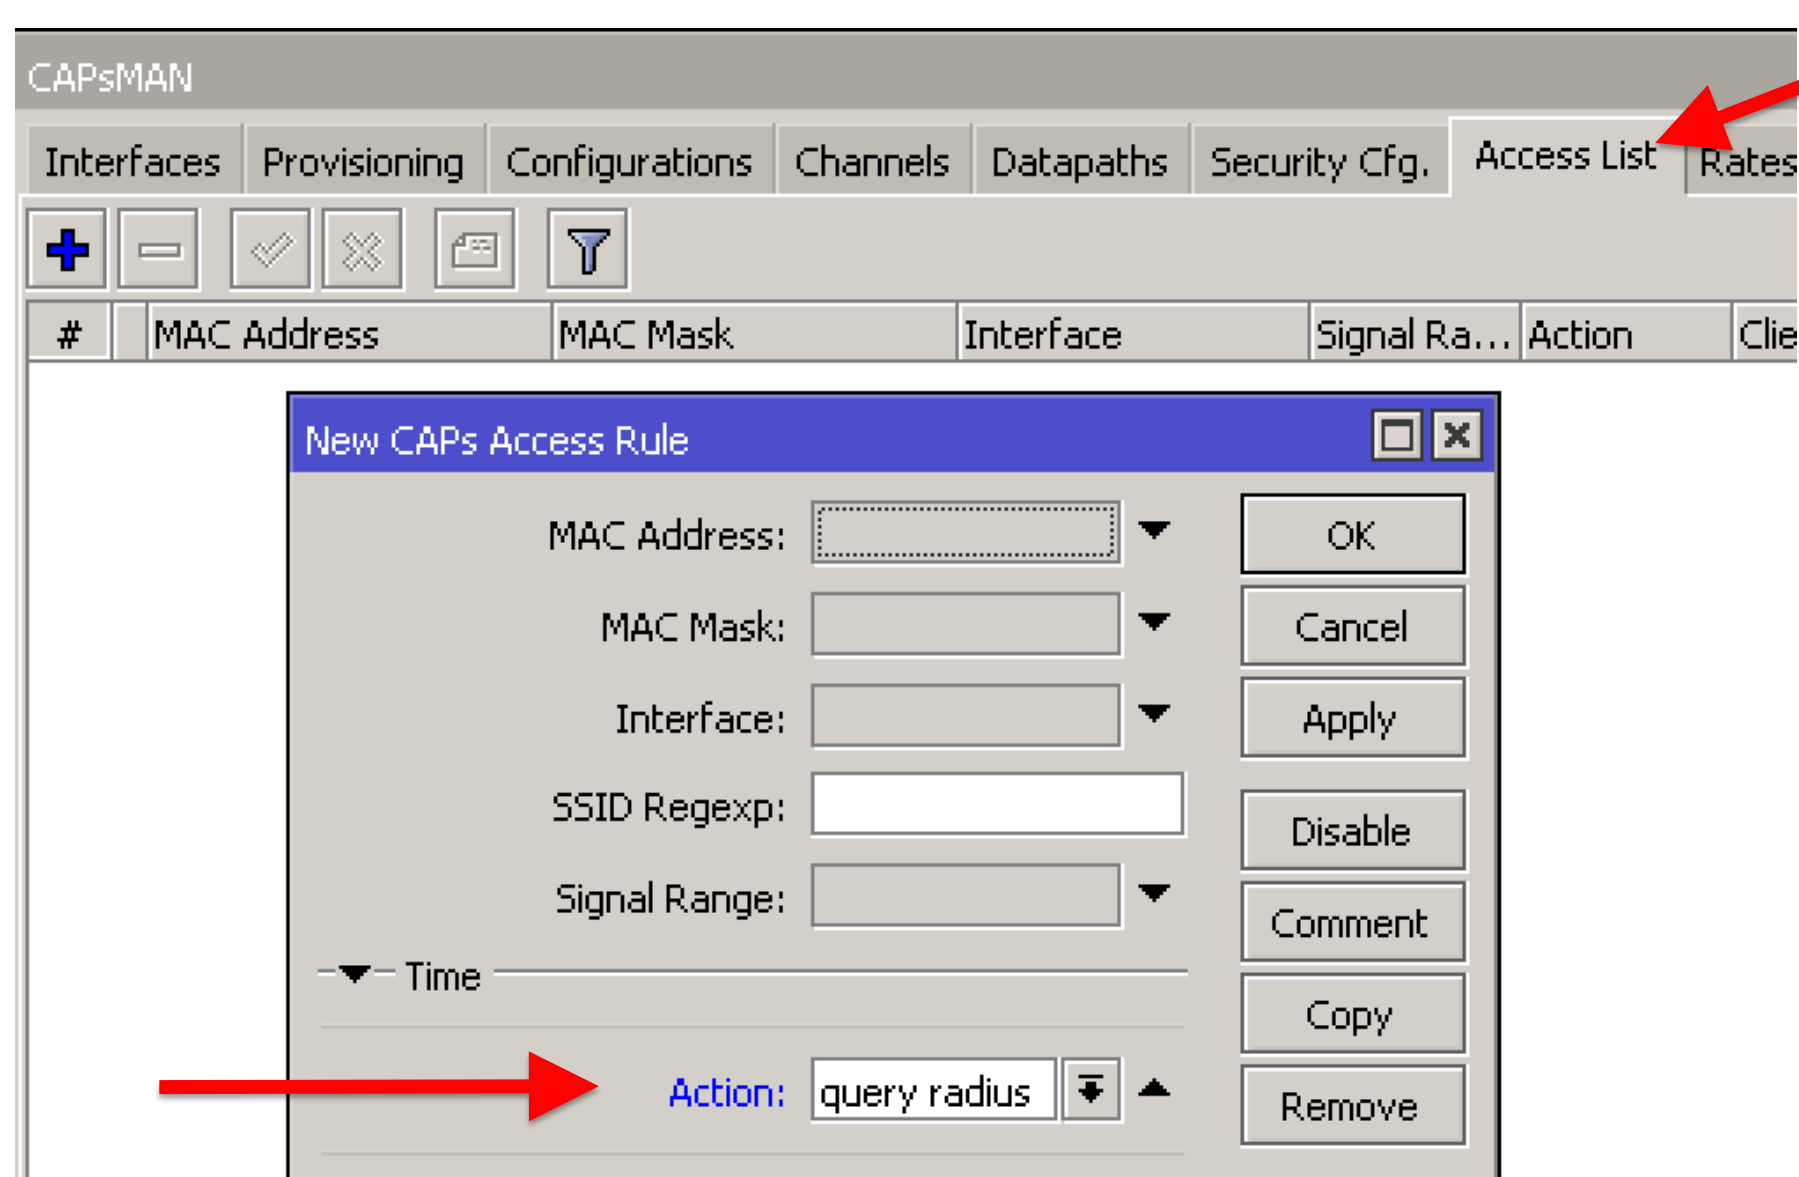 CAPsMAN
Interfaces Provisioning Configurations Channels Datapaths Security Cfg. Access List Rates
# MAC Address MAC Mask Interface Signal Ra... Action Clie
New CAPs Access Rule
MAC Address: OK
MAC Mask: Cancel
Interface: Apply
SSID Regexp: Disable
Signal Range: Comment
Time Copy
Action: query radius Remove